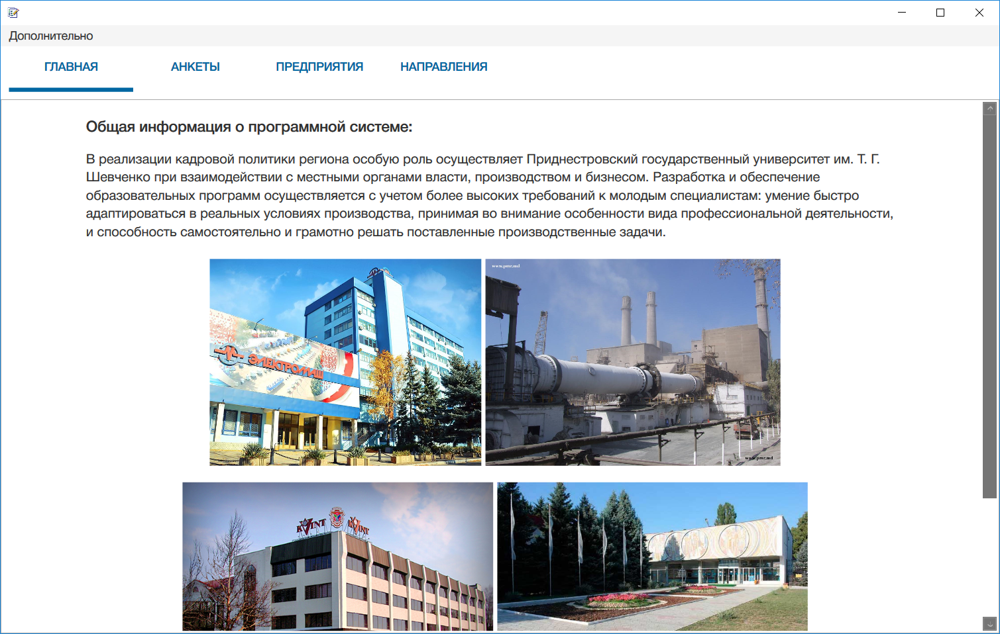 Дополнительно
ГЛАВНАЯ АНКЕТЫ ПРЕДПРИЯТИЯ НАПРАВЛЕНИЯ
Общая информация о программной системе:
В реализации кадровой политики региона особую роль осуществляет Приднестровский государственный университет им. Т. Г.
Шевченко при взаимодействии с местными органами власти, производством и бизнесом. Разработка и обеспечение
образовательных программ осуществляется с учетом более высоких требований к молодым специалистам: умение быстро
адаптироваться в реальных условиях производства, принимая во внимание особенности вида профессиональной деятельности,
и способность самостоятельно и грамотно решать поставленные производственные задачи.
ЭЛЕКТРОМАШ
www.pmr.md
www.pmr.md
KVINT KVINT